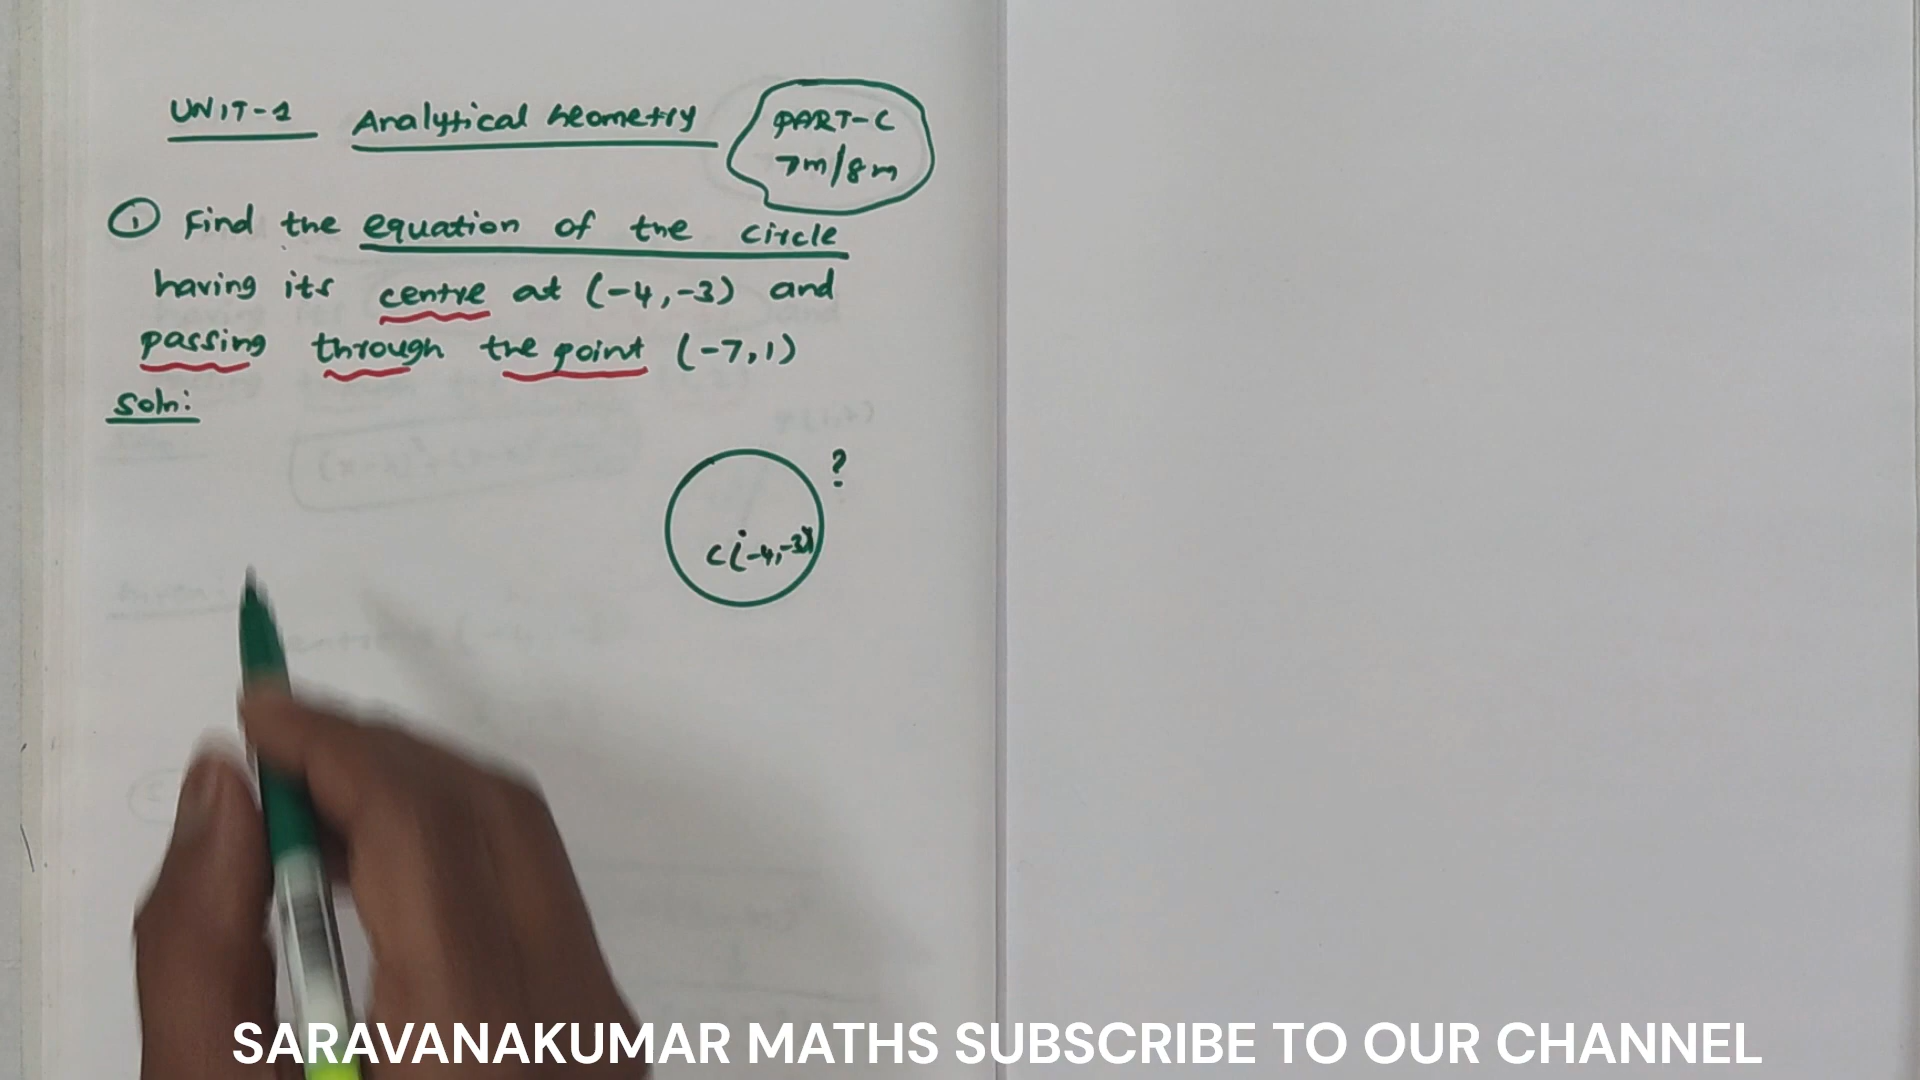 UNIT-1 Analytical Geometry
PART-C
7m/8m
① Find the equation of the circle
having its centre at (-4,-3) and
passing through the point (-7,1)
Soln:
?
C(-4,-3)
SARAVANAKUMAR MATHS SUBSCRIBE TO OUR CHANNEL